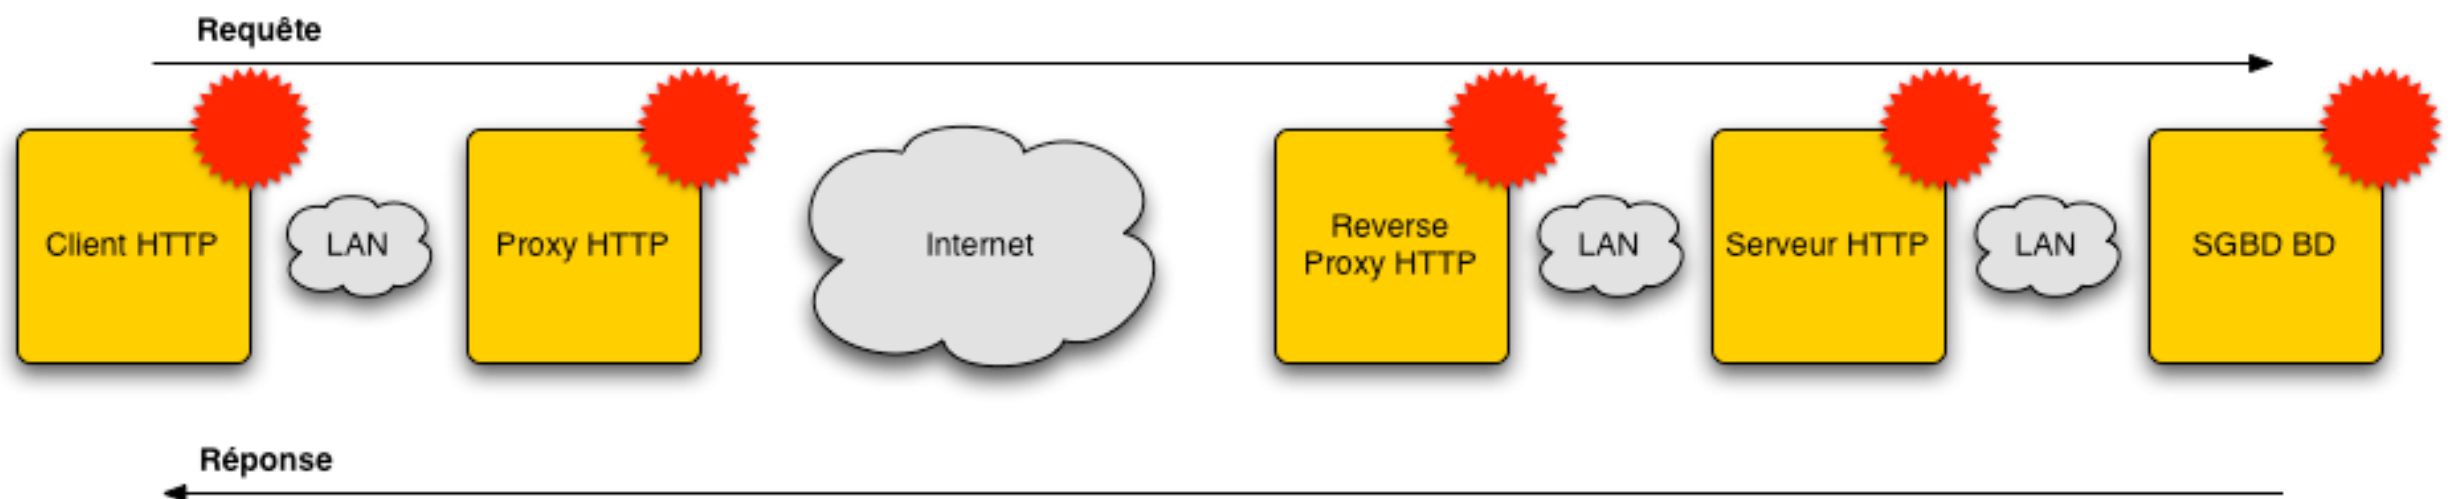 Requête
Client HTTP
LAN
Proxy HTTP
Internet
Reverse
Proxy HTTP
LAN
Serveur HTTP
LAN
SGBD BD
Réponse